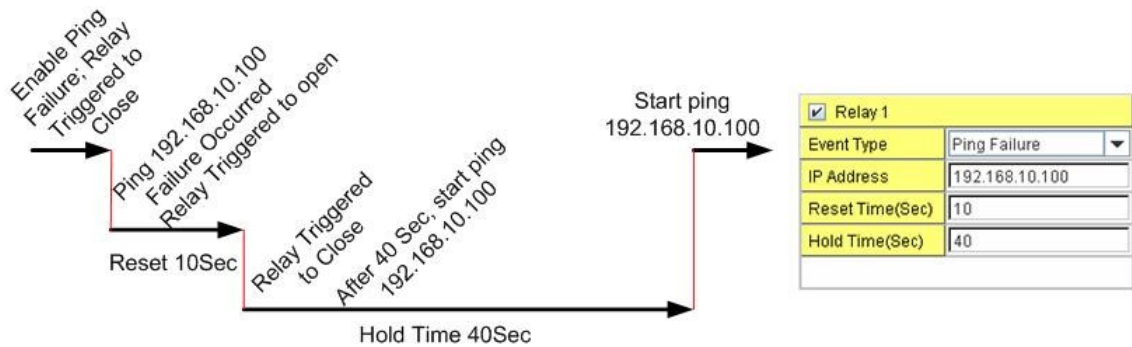 Enable Ping
Failure; Relay
Triggered to
Close
Ping 192.168.10.100
Failure Occurred
Relay Triggered to open
Reset 10Sec
Relay Triggered
to Close
After 40 Sec, start ping
192.168.10.100
Hold Time 40Sec
Start ping
192.168.10.100
Relay 1
Event Type Ping Failure
IP Address 192.168.10.100
Reset Time(Sec) 10
Hold Time(Sec) 40